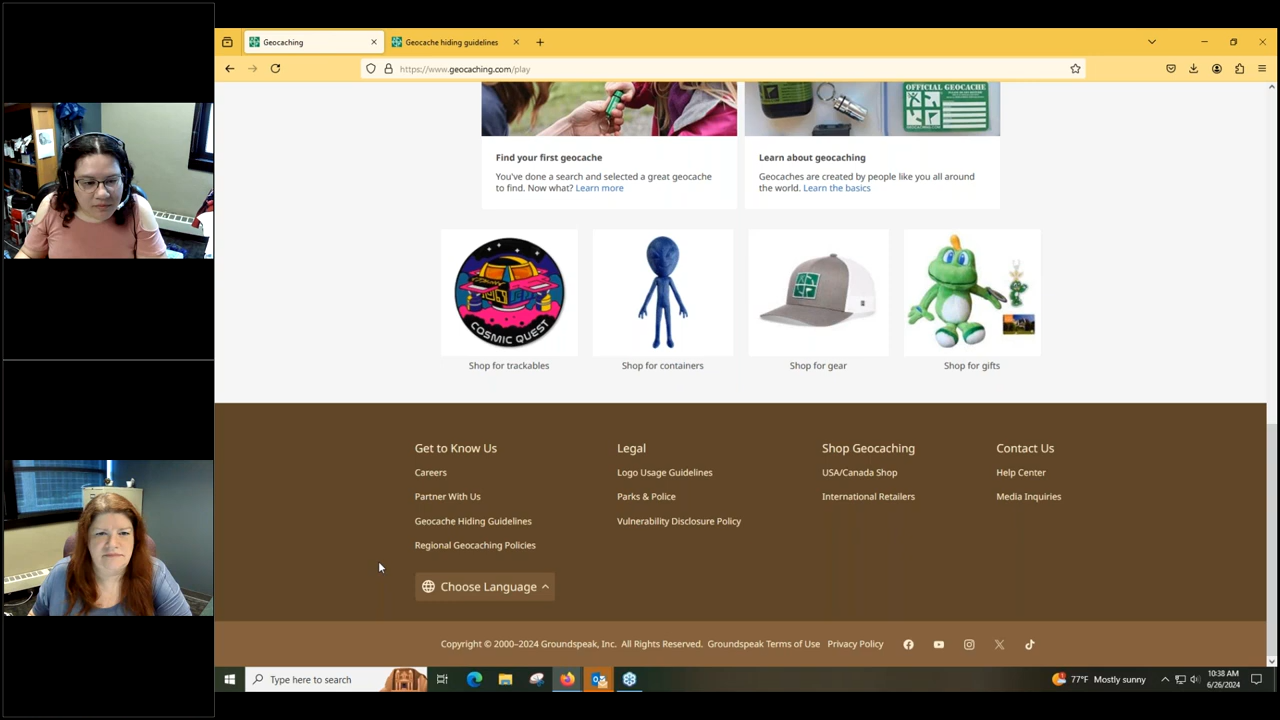 Geocaching
Geocache hiding guidelines
https://www.geocaching.com/play
OFFICIAL GEOCACHE
Find your first geocache
You've done a search and selected a great geocache
to find. Now what? Learn more
Learn about geocaching
Geocaches are created by people like you all around
the world. Learn the basics
COSMIC QUEST
Shop for trackables
Shop for containers
Shop for gear
Shop for gifts
Get to Know Us
Careers
Partner With Us
Geocache Hiding Guidelines
Regional Geocaching Policies
Legal
Logo Usage Guidelines
Parks & Police
Vulnerability Disclosure Policy
Shop Geocaching
USA/Canada Shop
International Retailers
Contact Us
Help Center
Media Inquiries
Choose Language
Copyright © 2000–2024 Groundspeak, Inc. All Rights Reserved. Groundspeak Terms of Use Privacy Policy
Type here to search
77°F Mostly sunny
10:38 AM
6/26/2024